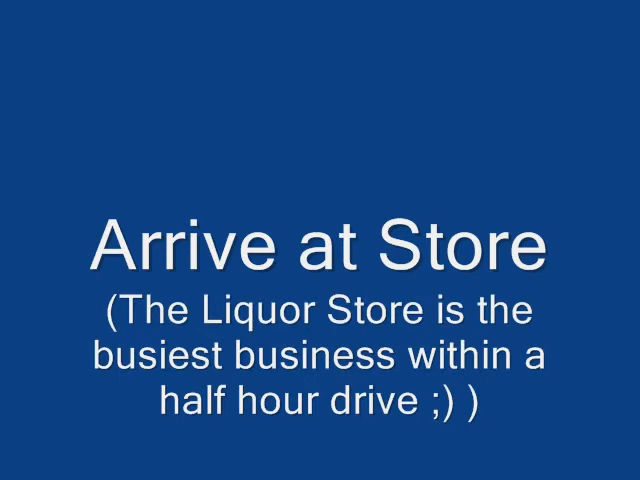 Arrive at Store
(The Liquor Store is the
busiest business within a
half hour drive ;) )